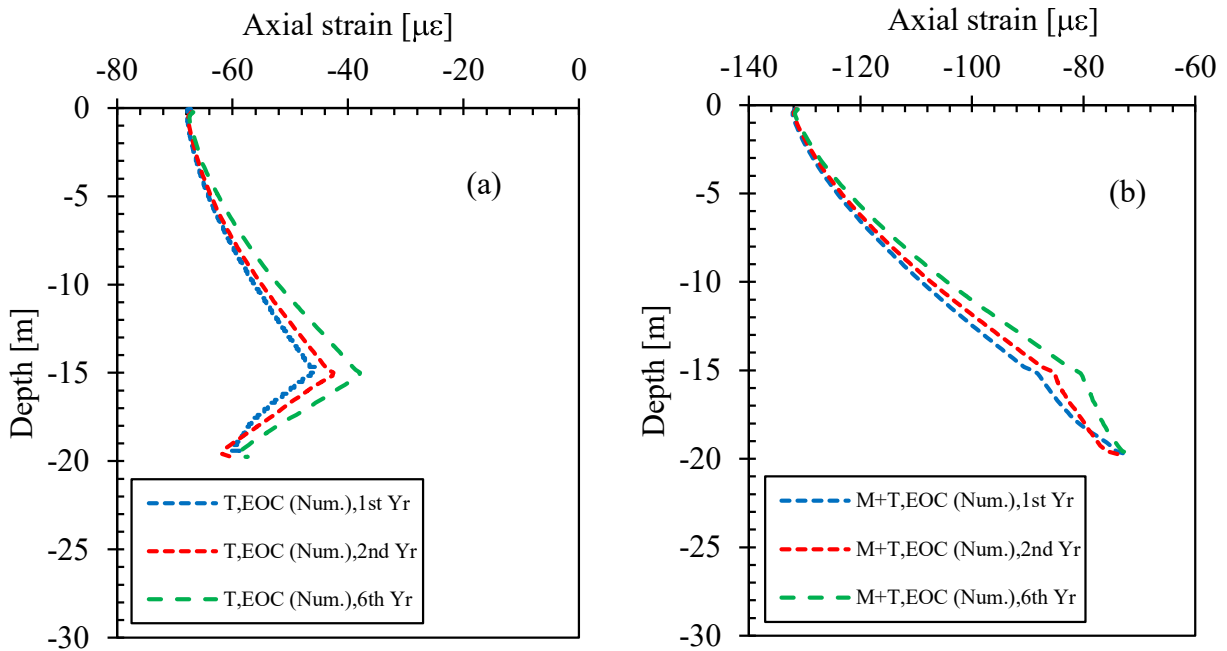 Axial strain [με]
-80 -60 -40 -20 0
0
-5
-10
-15
-20
-25
-30
Depth [m]
(a)
T,EOC (Num.),1st Yr
T,EOC (Num.),2nd Yr
T,EOC (Num.),6th Yr
Axial strain [με]
-140 -120 -100 -80 -60
0
-5
-10
-15
-20
-25
-30
Depth [m]
(b)
M+T,EOC (Num.),1st Yr
M+T,EOC (Num.),2nd Yr
M+T,EOC (Num.),6th Yr